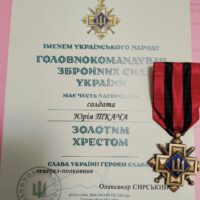 ІМЕНЕМ УКРАЇНСЬКОГО НАРОДУ
ГОЛОВНОКОМАНДУВАЧ
ЗБРОЙНИХ СИЛ
УКРАЇНИ
МАЄ ЧЕСТЬ НАГОРОДИТИ
солдата
Юрія ТКАЧА
ЗОЛОТИМ
ХРЕСТОМ
СЛАВА УКРАЇНІ! ГЕРОЯМ СЛАВА!
генерал-полковник
Олександр СИРСЬКИЙ